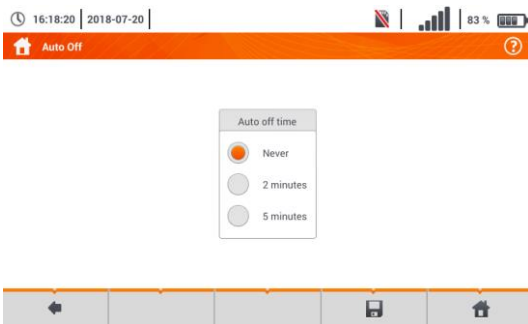 16:18:20 2018-07-20 83 %
Auto Off ?
Auto off time
Never
2 minutes
5 minutes